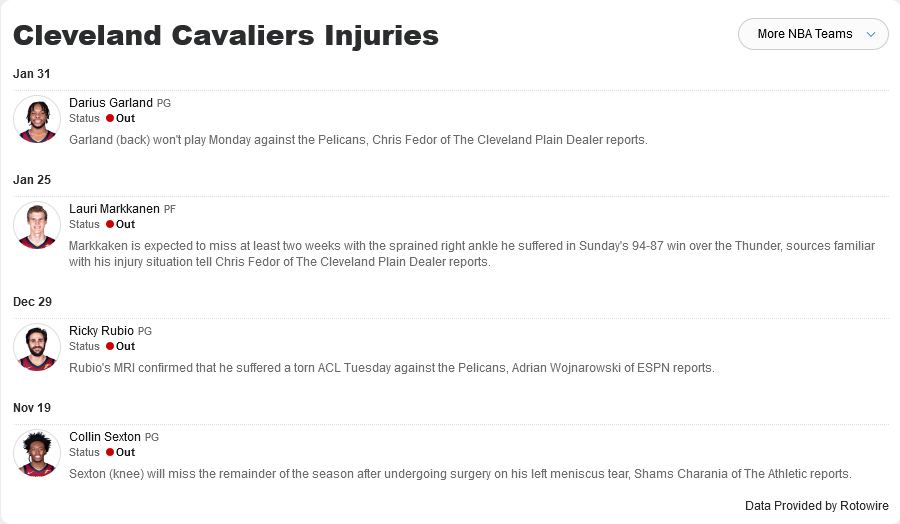 Cleveland Cavaliers Injuries
More NBA Teams
Jan 31
Darius Garland PG
Status Out
Garland (back) won't play Monday against the Pelicans, Chris Fedor of The Cleveland Plain Dealer reports.
Jan 25
Lauri Markkanen PF
Status Out
Markkaken is expected to miss at least two weeks with the sprained right ankle he suffered in Sunday's 94-87 win over the Thunder, sources familiar
with his injury situation tell Chris Fedor of The Cleveland Plain Dealer reports.
Dec 29
Ricky Rubio PG
Status Out
Rubio's MRI confirmed that he suffered a torn ACL Tuesday against the Pelicans, Adrian Wojnarowski of ESPN reports.
Nov 19
Collin Sexton PG
Status Out
Sexton (knee) will miss the remainder of the season after undergoing surgery on his left meniscus tear, Shams Charania of The Athletic reports.
Data Provided by Rotowire